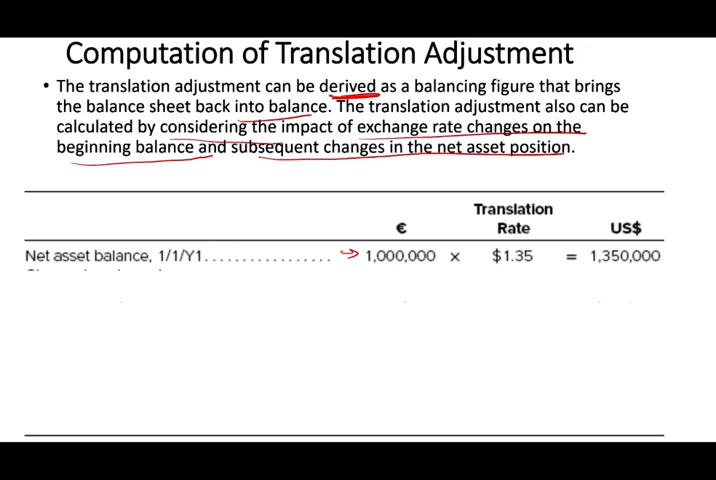 Computation of Translation Adjustment
• The translation adjustment can be derived as a balancing figure that brings
the balance sheet back into balance. The translation adjustment also can be
calculated by considering the impact of exchange rate changes on the
beginning balance and subsequent changes in the net asset position.
Translation
€ Rate US$
Net asset balance, 1/1/Y1.................. 1,000,000 × $1.35 = 1,350,000